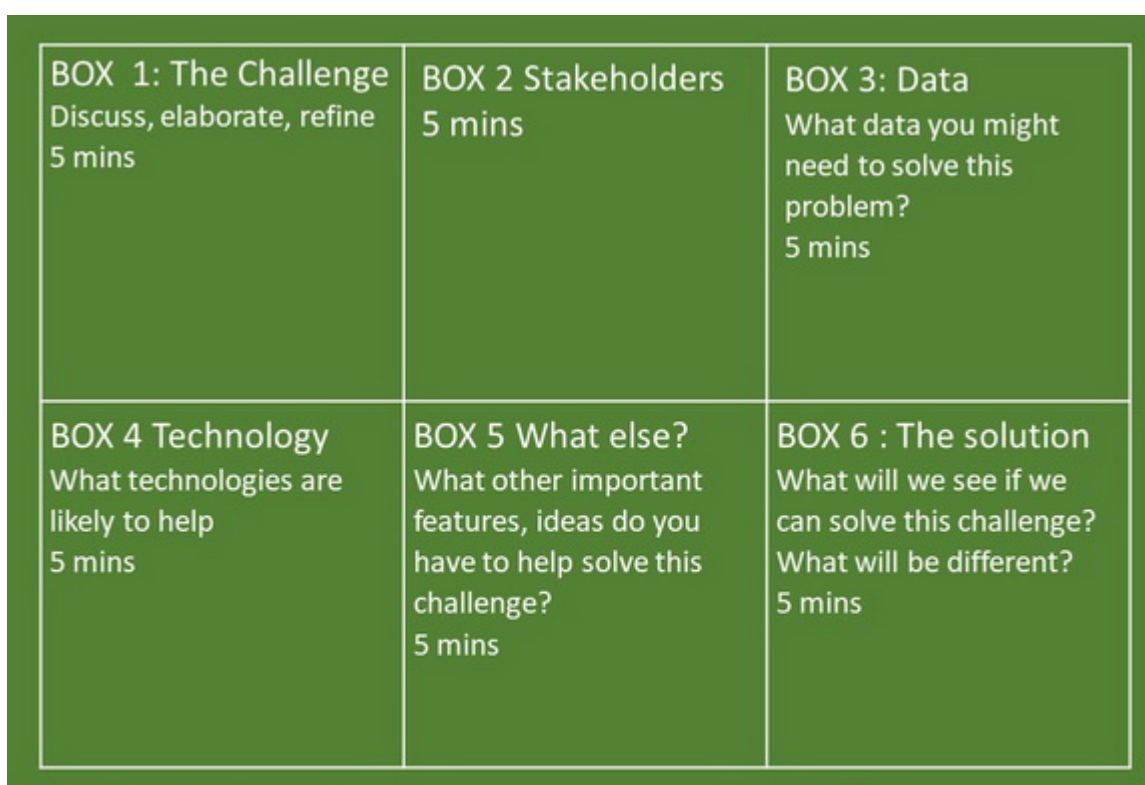 BOX  1: The Challenge
Discuss, elaborate, refine
5 mins
BOX 2 Stakeholders
5 mins
BOX 3: Data
What data you might
need to solve this
problem?
5 mins
BOX 4 Technology
What technologies are
likely to help
5 mins
BOX 5 What else?
What other important
features, ideas do you
have to help solve this
challenge?
5 mins
BOX 6 : The solution
What will we see if we
can solve this challenge?
What will be different?
5 mins